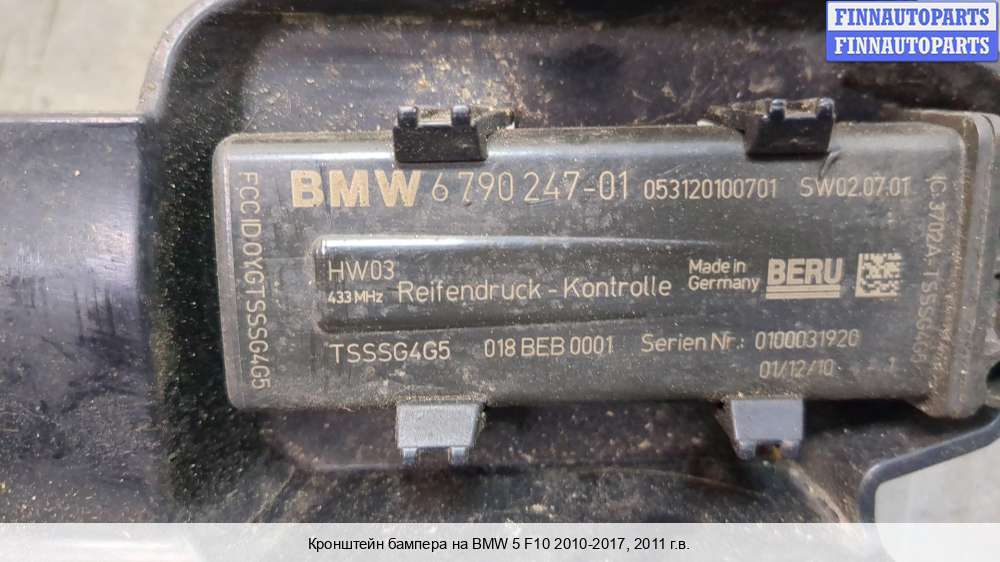 FINNAUTOPARTS
FINNAUTOPARTS
BMW 6 790 247-01 053120100701 SW02.07.01
FCC ID OYGTSSSG4G5
IC 3702A-TSSSG4G5
HW03
433 MHz Reifendruck - Kontrolle Made in Germany BERU
TSSSG4G5 018 BEB 0001 Serien Nr.: 0100031920
01/12/10
Кронштейн бампера на BMW 5 F10 2010-2017, 2011 г.в.